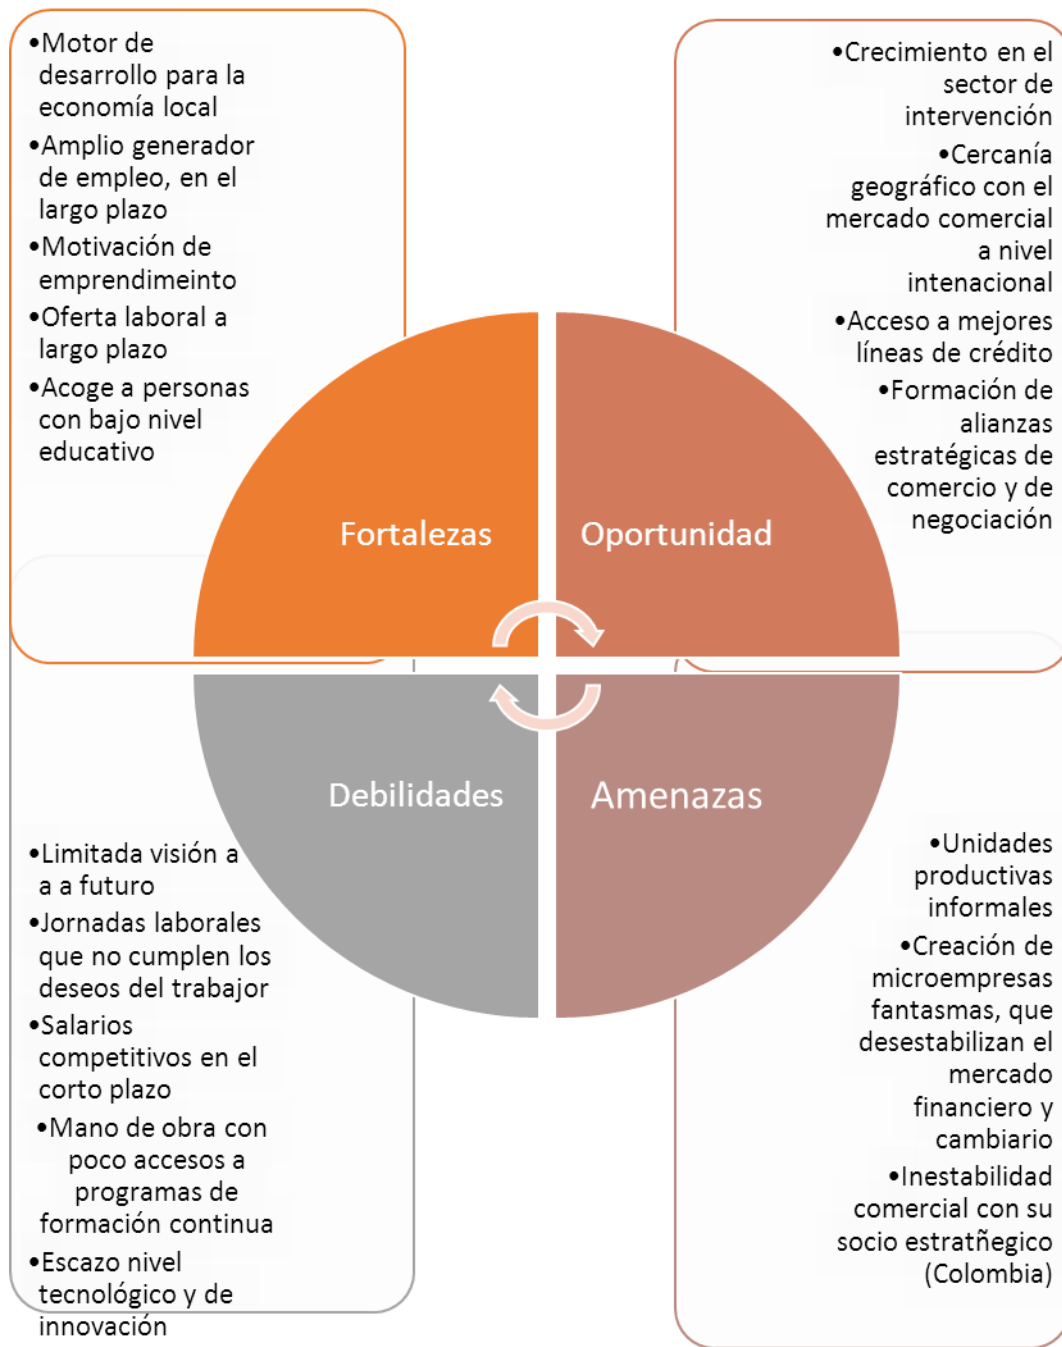 •Motor de
desarrollo para la
economía local
•Amplio generador
de empleo, en el
largo plazo
•Motivación de
emprendimeinto
•Oferta laboral a
largo plazo
•Acoge a personas
con bajo nivel
educativo
•Crecimiento en el
sector de
intervención
•Cercanía
geográfico con el
mercado comercial
a nivel
intenacional
•Acceso a mejores
líneas de crédito
•Formación de
alianzas
estratégicas de
comercio y de
negociación
Fortalezas
Oportunidad
Debilidades
Amenazas
•Limitada visión a
a a futuro
•Jornadas laborales
que no cumplen los
deseos del trabajor
•Salarios
competitivos en el
corto plazo
•Mano de obra con
poco accesos a
programas de
formación continua
•Escazo nivel
tecnológico y de
innovación
•Unidades
productivas
informales
•Creación de
microempresas
fantasmas, que
desestabilizan el
mercado
financiero y
cambiario
•Inestabilidad
comercial con su
socio estratñegico
(Colombia)